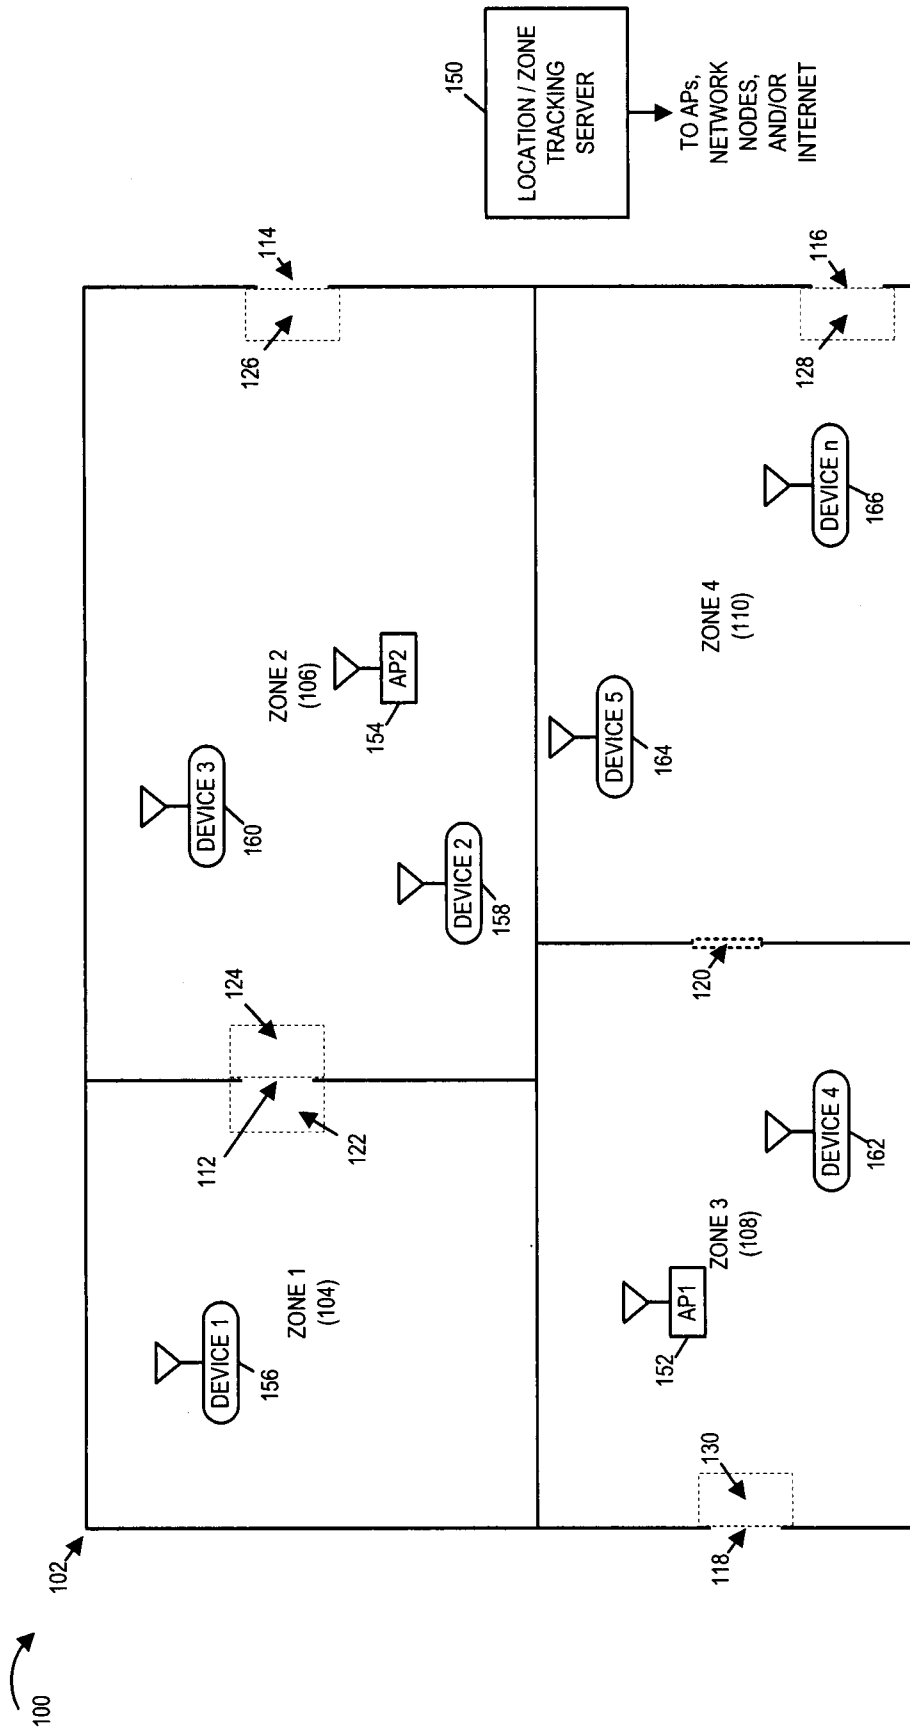 100
102
DEVICE 1
156
ZONE 1
(104)
112
122
124
DEVICE 3
160
DEVICE 2
158
ZONE 2
(106)
AP2
154
126
114
118
130
AP1
152
ZONE 3
(108)
DEVICE 4
162
120
DEVICE 5
164
ZONE 4
(110)
DEVICE n
166
128
116
150
LOCATION / ZONE
TRACKING
SERVER
TO APs,
NETWORK
NODES,
AND/OR
INTERNET